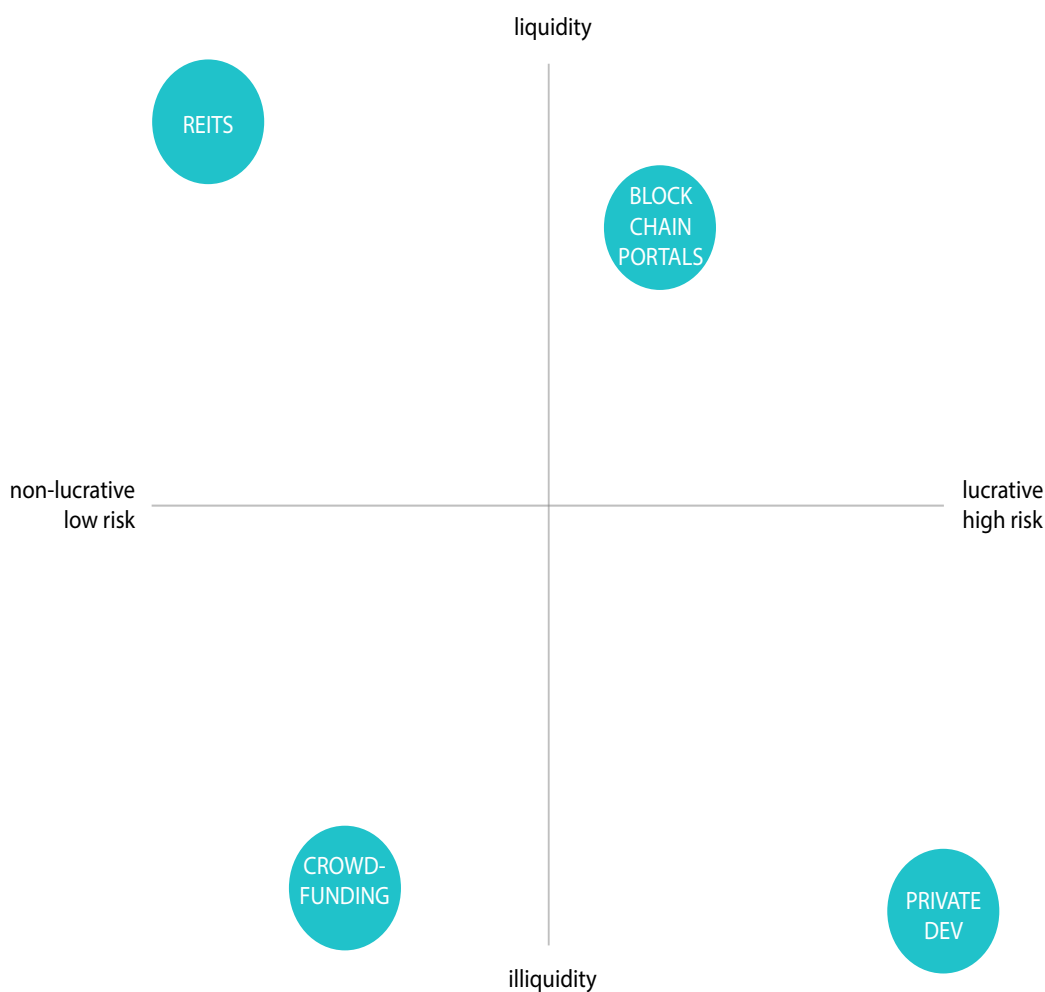 liquidity
REITS
BLOCK
CHAIN
PORTALS
non-lucrative
low risk
lucrative
high risk
CROWD-
FUNDING
PRIVATE
DEV
illiquidity